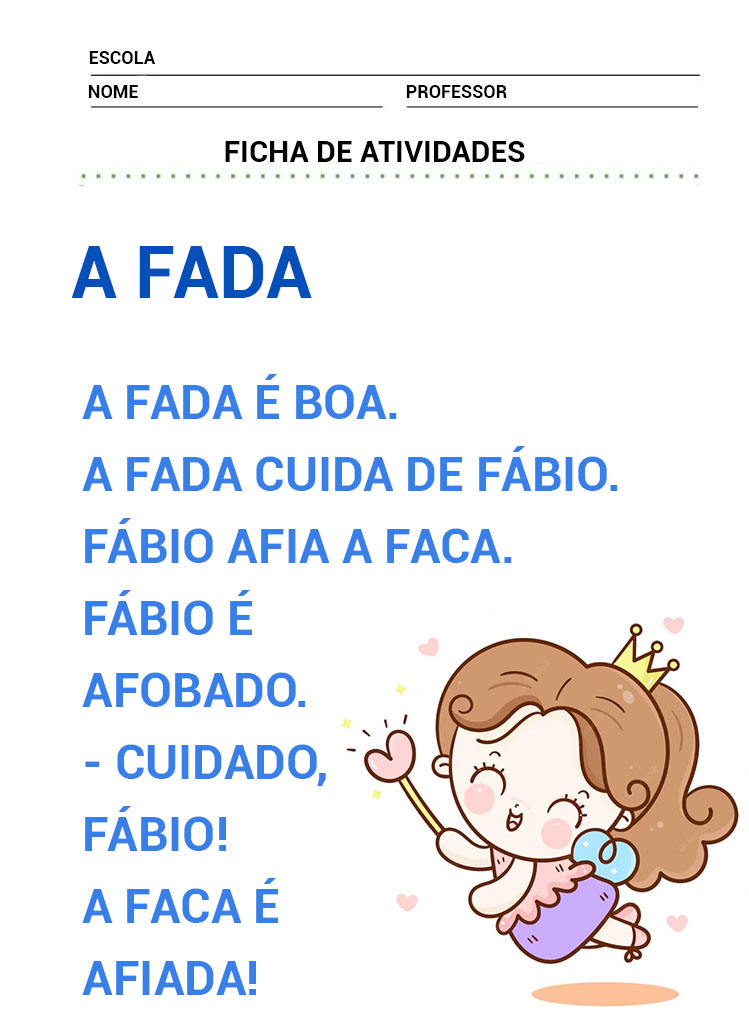 ESCOLA
NOME PROFESSOR
FICHA DE ATIVIDADES
A FADA
A FADA É BOA.
A FADA CUIDA DE FÁBIO.
FÁBIO AFIA A FACA.
FÁBIO É
AFOBADO.
- CUIDADO,
FÁBIO!
A FACA É
AFIADA!